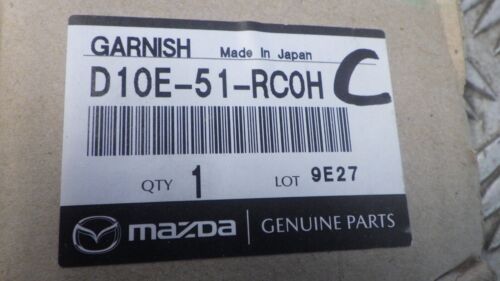 GARNISH Made In Japan
D10E-51-RC0H C
QTY 1 LOT 9E27
mazda GENUINE PARTS